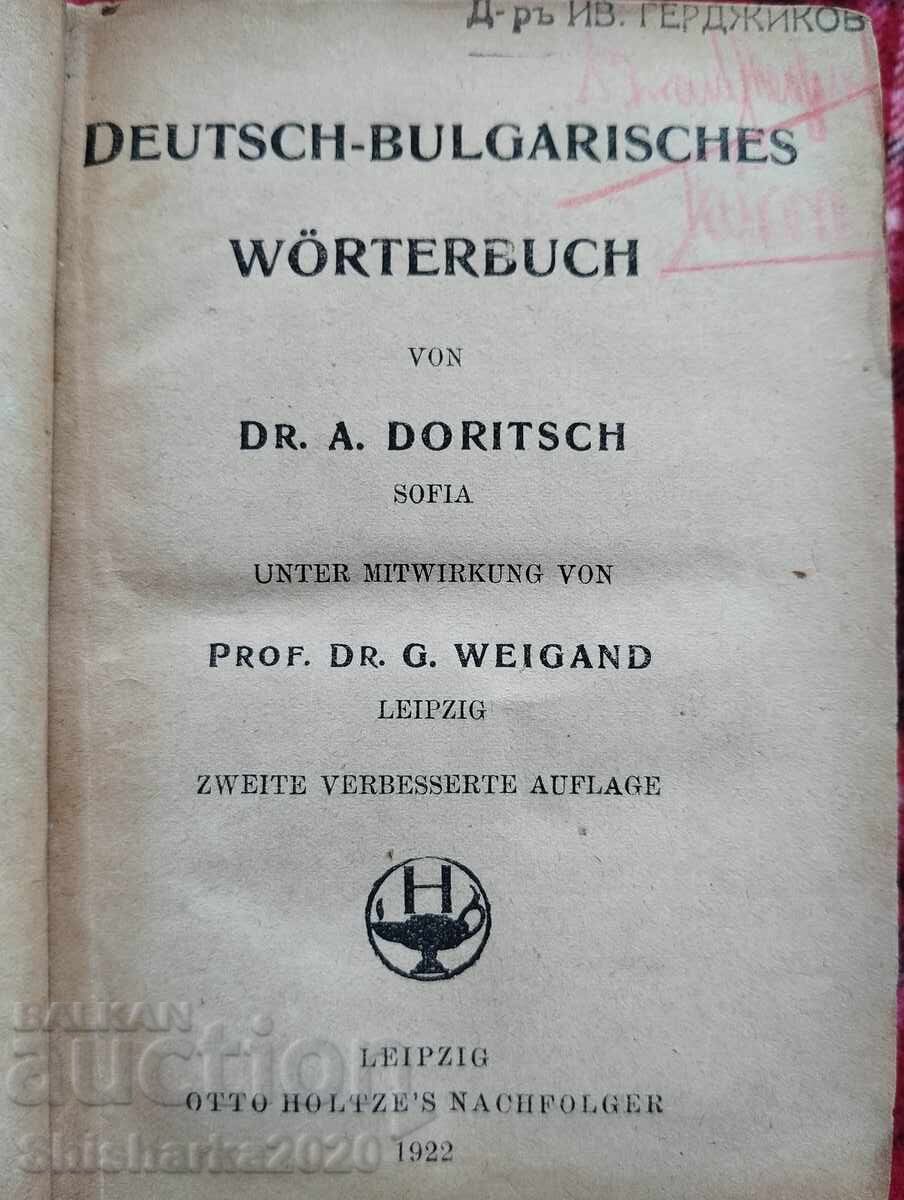 Д-ръ ИВ. ГЕРДЖИКОВ
DEUTSCH-BULGARISCHES
WÖRTERBUCH
VON
DR. A. DORITSCH
SOFIA
UNTER MITWIRKUNG VON
PROF. DR. G. WEIGAND
LEIPZIG
ZWEITE VERBESSERTE AUFLAGE
H
LEIPZIG
OTTO HOLTZE'S NACHFOLGER
1922
BALKAN
auction
Shisharka2020